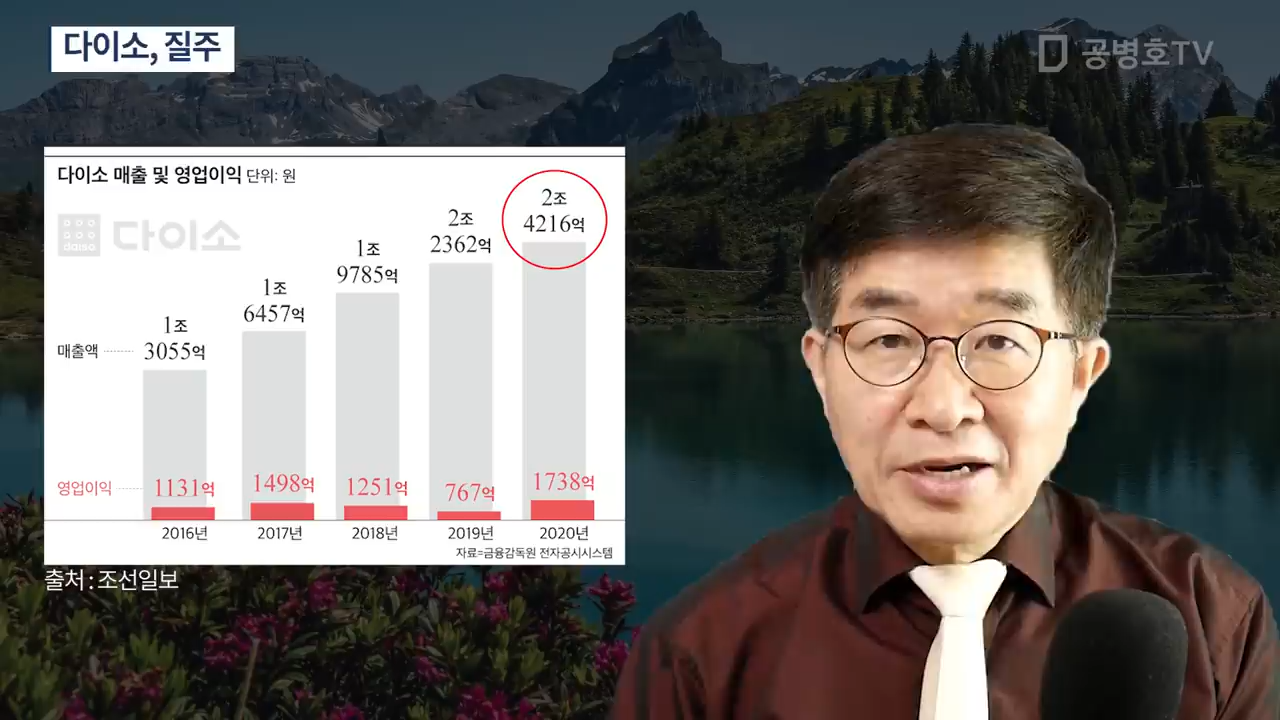 다이소, 질주
공병호TV
다이소 매출 및 영업이익 단위: 원
daiso 다이소
2조
4216억
2조
2362억
1조
9785억
1조
6457억
1조
3055억
매출액
영업이익
1131억
1498억
1251억
767억
1738억
2016년
2017년
2018년
2019년
2020년
자료=금융감독원 전자공시시스템
출처 : 조선일보